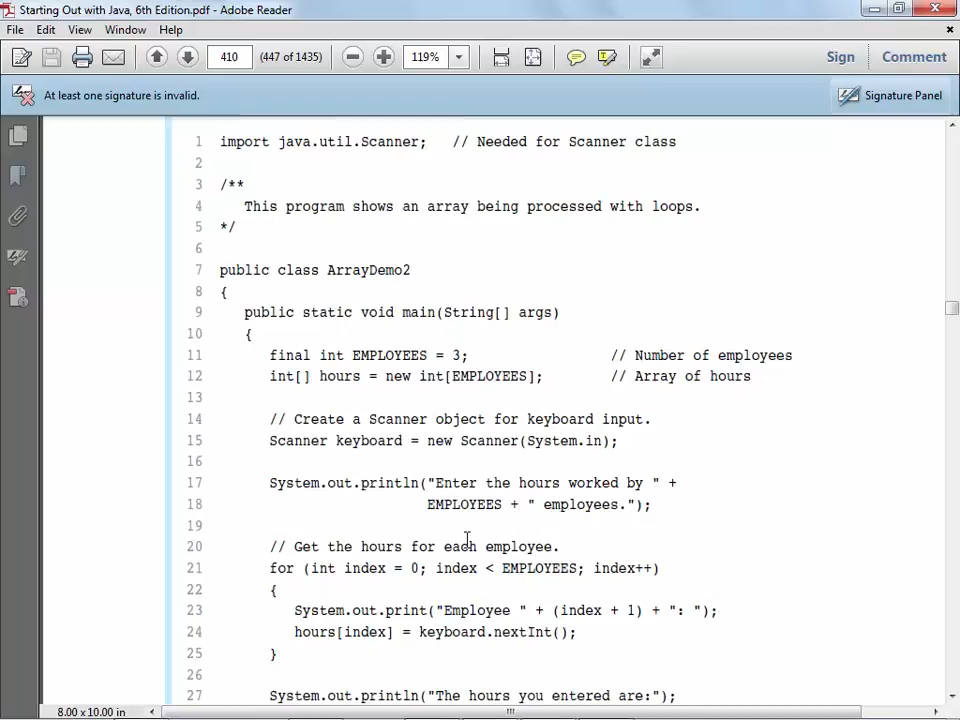 Starting Out with Java, 6th Edition.pdf - Adobe Reader
File Edit View Window Help
410 (447 of 1435) 119% Sign Comment
At least one signature is invalid. Signature Panel
1 import java.util.Scanner; // Needed for Scanner class
2
3 /**
4 This program shows an array being processed with loops.
5 */
6
7 public class ArrayDemo2
8 {
9 public static void main(String[] args)
10 {
11 final int EMPLOYEES = 3; // Number of employees
12 int[] hours = new int[EMPLOYEES]; // Array of hours
13
14 // Create a Scanner object for keyboard input.
15 Scanner keyboard = new Scanner(System.in);
16
17 System.out.println("Enter the hours worked by " +
18 EMPLOYEES + " employees.");
19
20 // Get the hours for each employee.
21 for (int index = 0; index < EMPLOYEES; index++)
22 {
23 System.out.print("Employee " + (index + 1) + ": ");
24 hours[index] = keyboard.nextInt();
25 }
26
27 System.out.println("The hours you entered are:");
8.00 x 10.00 in